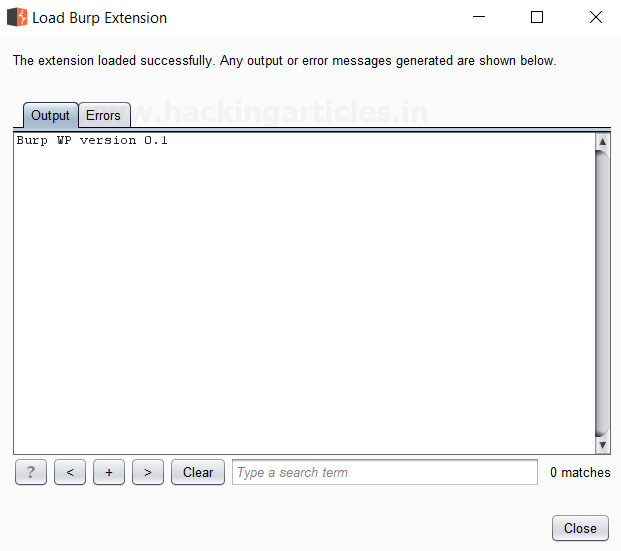 Load Burp Extension
The extension loaded successfully. Any output or error messages generated are shown below.
www.hackingarticles.in
Output Errors
Burp WP version 0.1
? < + > Clear Type a search term 0 matches
Close